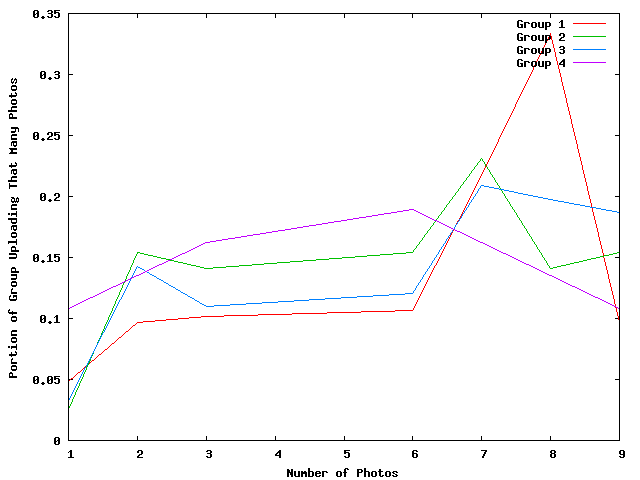 0.35
0.3
0.25
0.2
0.15
0.1
0.05
0
Portion of Group Uploading That Many Photos
Group 1
Group 2
Group 3
Group 4
1 2 3 4 5 6 7 8 9
Number of Photos